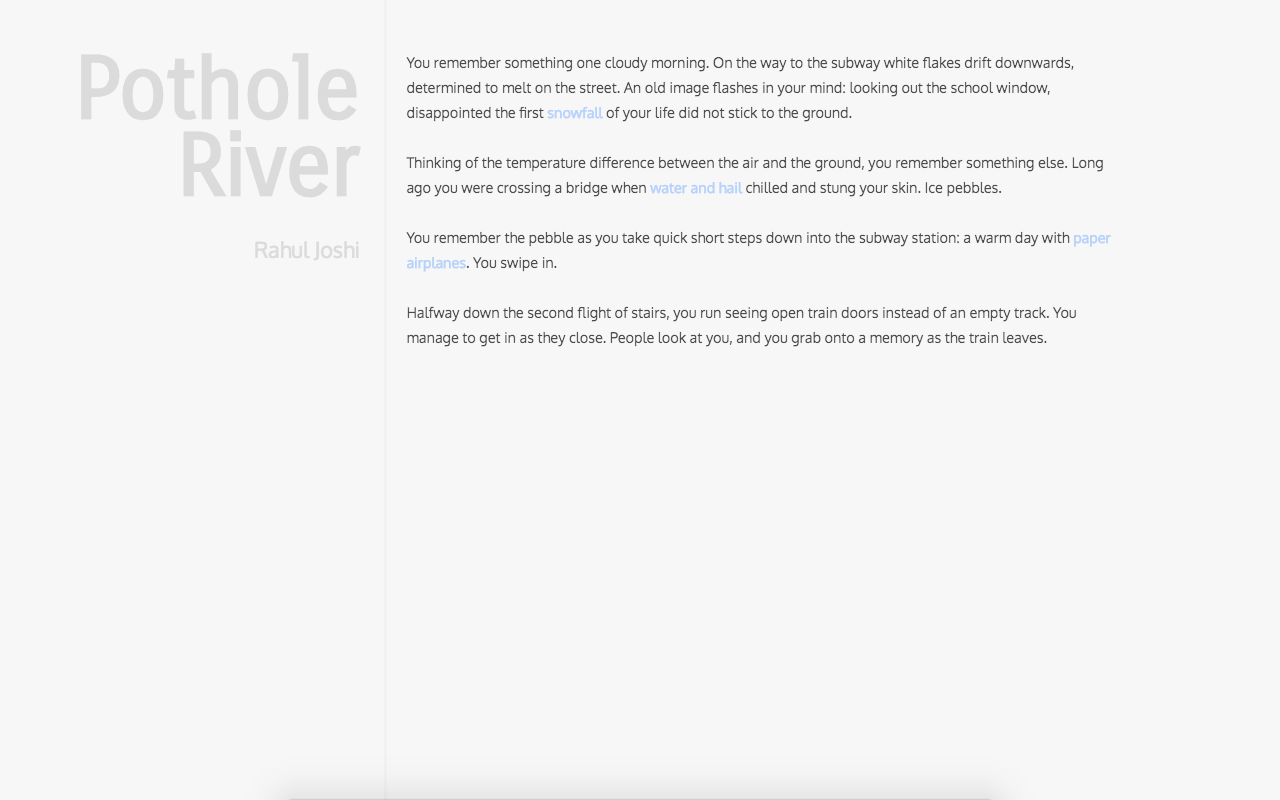 Pothole
River
Rahul Joshi
You remember something one cloudy morning. On the way to the subway white flakes drift downwards,
determined to melt on the street. An old image flashes in your mind: looking out the school window,
disappointed the first snowfall of your life did not stick to the ground.
Thinking of the temperature difference between the air and the ground, you remember something else. Long
ago you were crossing a bridge when water and hail chilled and stung your skin. Ice pebbles.
You remember the pebble as you take quick short steps down into the subway station: a warm day with paper
airplanes. You swipe in.
Halfway down the second flight of stairs, you run seeing open train doors instead of an empty track. You
manage to get in as they close. People look at you, and you grab onto a memory as the train leaves.